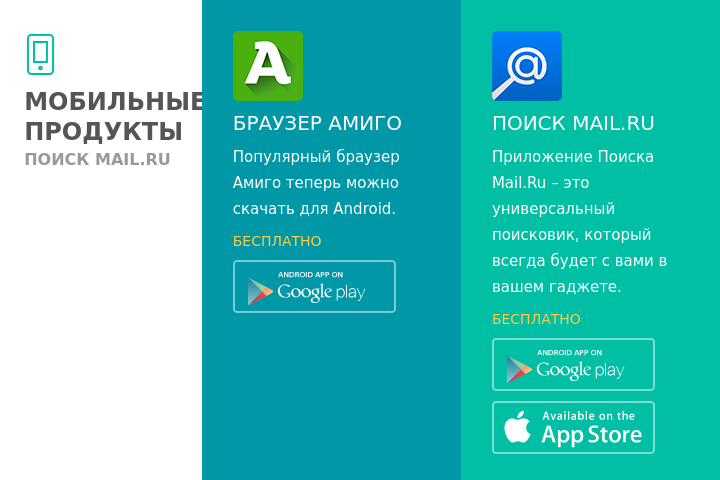 МОБИЛЬНЫЕ
ПРОДУКТЫ
ПОИСК MAIL.RU
БРАУЗЕР АМИГО
Популярный браузер
Амиго теперь можно
скачать для Android.
БЕСПЛАТНО
ANDROID APP ON
Google play
ПОИСК MAIL.RU
Приложение Поиска
Mail.Ru – это
универсальный
поисковик, который
всегда будет с вами в
вашем гаджете.
БЕСПЛАТНО
ANDROID APP ON
Google play
Available on the
App Store